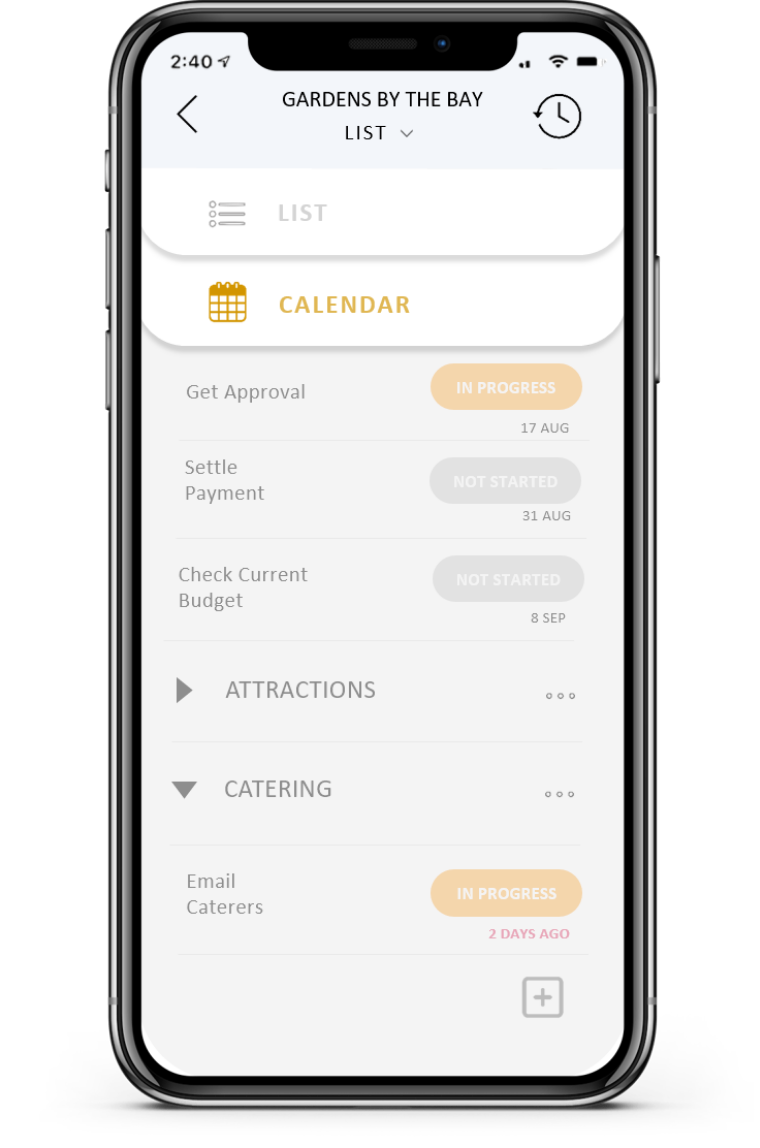 2:40
GARDENS BY THE BAY
LIST
LIST
CALENDAR
Get Approval
IN PROGRESS
17 AUG
Settle
Payment
NOT STARTED
31 AUG
Check Current
Budget
NOT STARTED
8 SEP
ATTRACTIONS
CATERING
Email
Caterers
IN PROGRESS
2 DAYS AGO